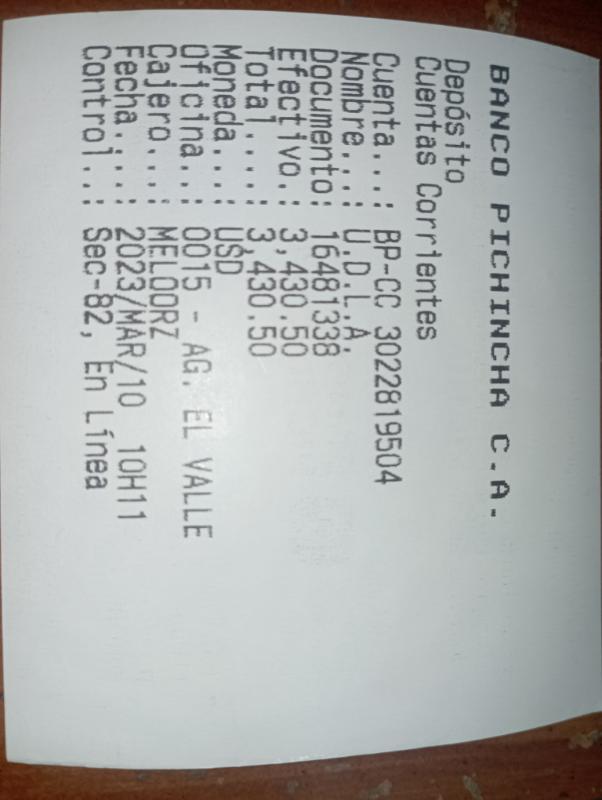 BANCO PICHINCHA C.A.
Depósito
Cuentas Corrientes
Cuenta...: BP-CC 3022819504
Nombre...: U.D.L.A.
Documento: 16481338
Efectivo.: 3,430.50
Total....: 3,430.50
Moneda...: USD
Oficina..: 0015 - AG. EL VALLE
Cajero...: MELOORZ
Fecha....: 2023/MAR/10 10H11
Control..: Sec-82, En Línea